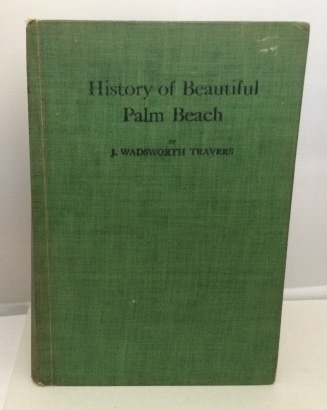 History of Beautiful
Palm Beach
BY
J. WADSWORTH TRAVERS